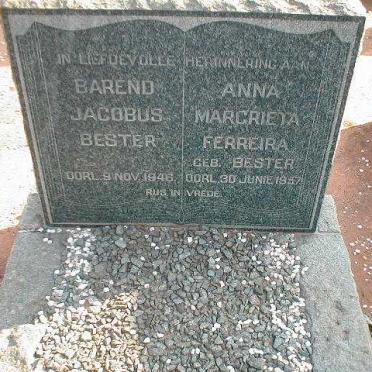 IN LIEFDEVOLLE HERINNERING AAN
BAREND
JACOBUS
BESTER
OORL. 9 NOV. 1946
ANNA
MARGRIETA
FERREIRA
GEB. BESTER
OORL. 30 JUNIE 1957
RUS IN VREDE.